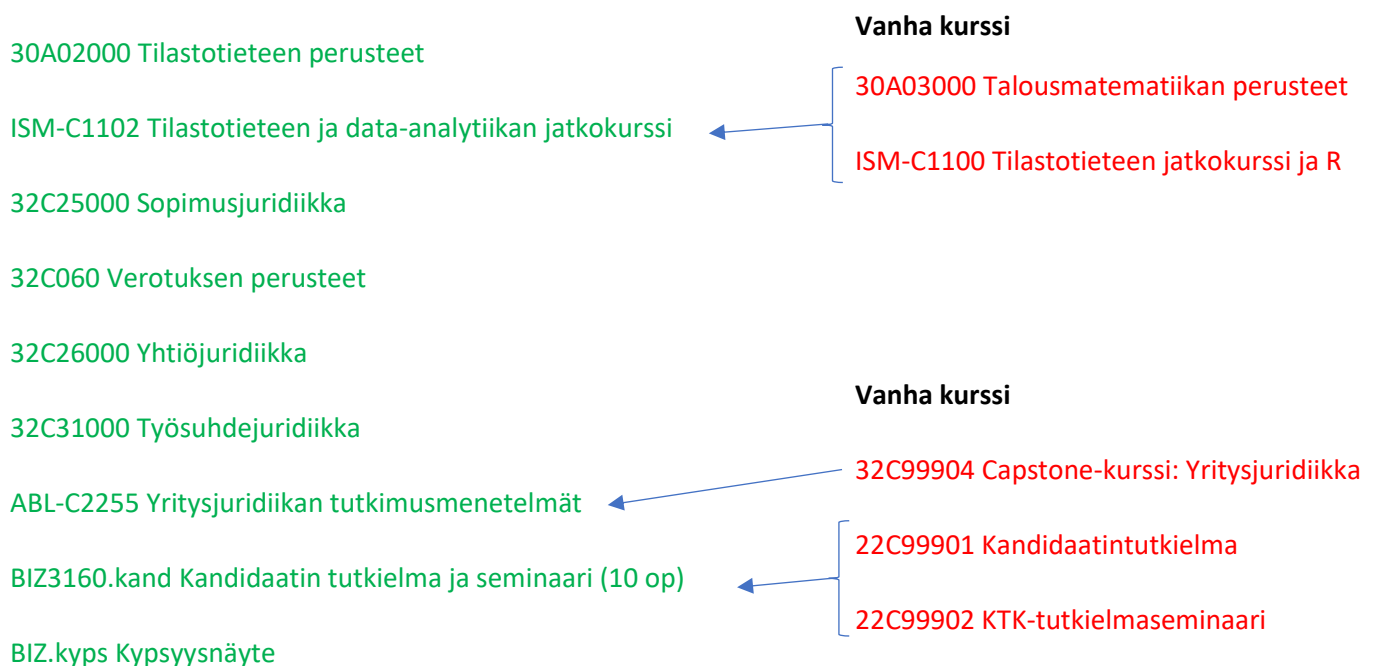 Vanha kurssi
30A02000 Tilastotieteen perusteet
30A03000 Talousmatematiikan perusteet
ISM-C1102 Tilastotieteen ja data-analytiikan jatkokurssi
ISM-C1100 Tilastotieteen jatkokurssi ja R
32C25000 Sopimusjuridiikka
32C060 Verotuksen perusteet
32C26000 Yhtiöjuridiikka
Vanha kurssi
32C31000 Työsuhdejuridiikka
32C99904 Capstone-kurssi: Yritysjuridiikka
ABL-C2255 Yritysjuridiikan tutkimusmenetelmät
22C99901 Kandidaatintutkielma
BIZ3160.kand Kandidaatin tutkielma ja seminaari (10 op)
22C99902 KTK-tutkielmaseminaari
BIZ.kyps Kypsyysnäyte